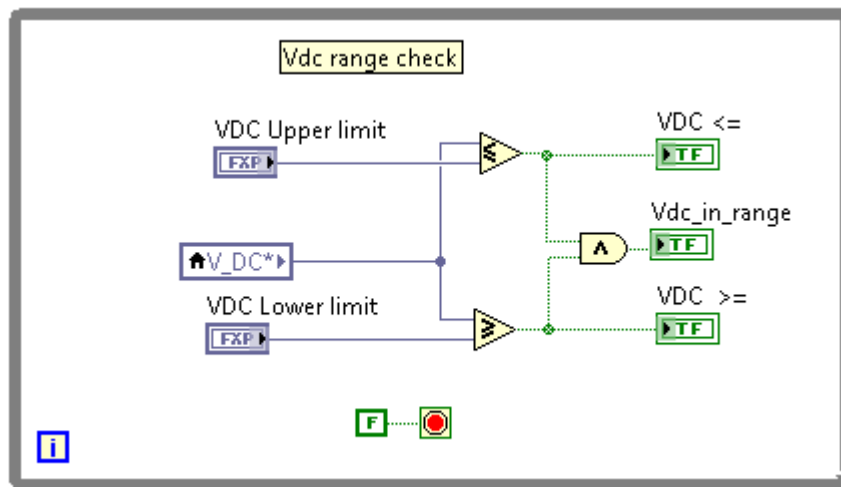 Vdc range check
VDC Upper limit
FXP
≤
VDC <=
TF
Vdc_in_range
TF
∧
V_DC*
VDC Lower limit
FXP
≥
VDC >=
TF
F
i